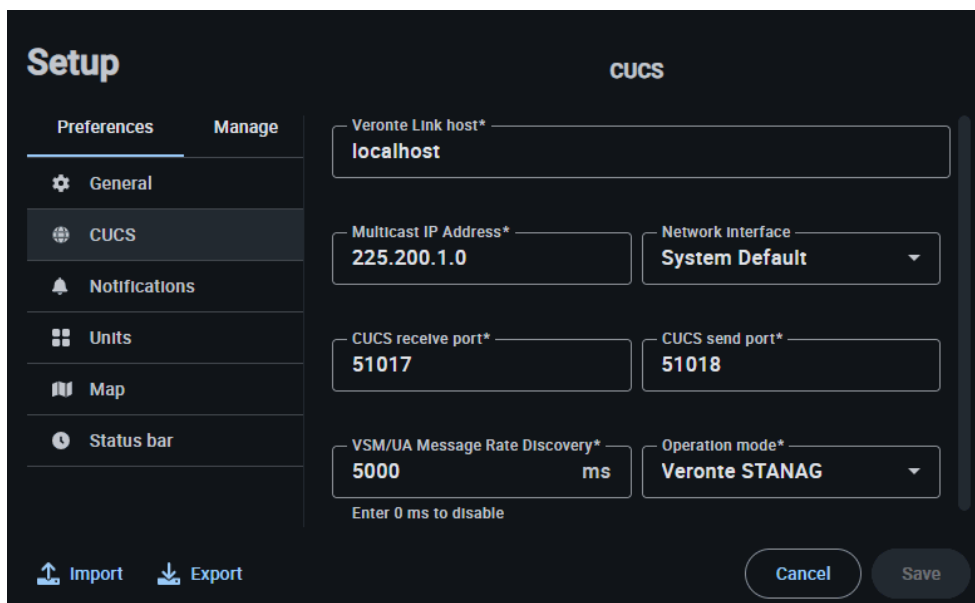 Setup
CUCS
Preferences Manage
General
CUCS
Notifications
Units
Map
Status bar
Veronte Link host*
localhost
Multicast IP Address* Network Interface
225.200.1.0 System Default
CUCS receive port* CUCS send port*
51017 51018
VSM/UA Message Rate Discovery* Operation mode*
5000 ms Veronte STANAG
Enter 0 ms to disable
Import Export Cancel Save